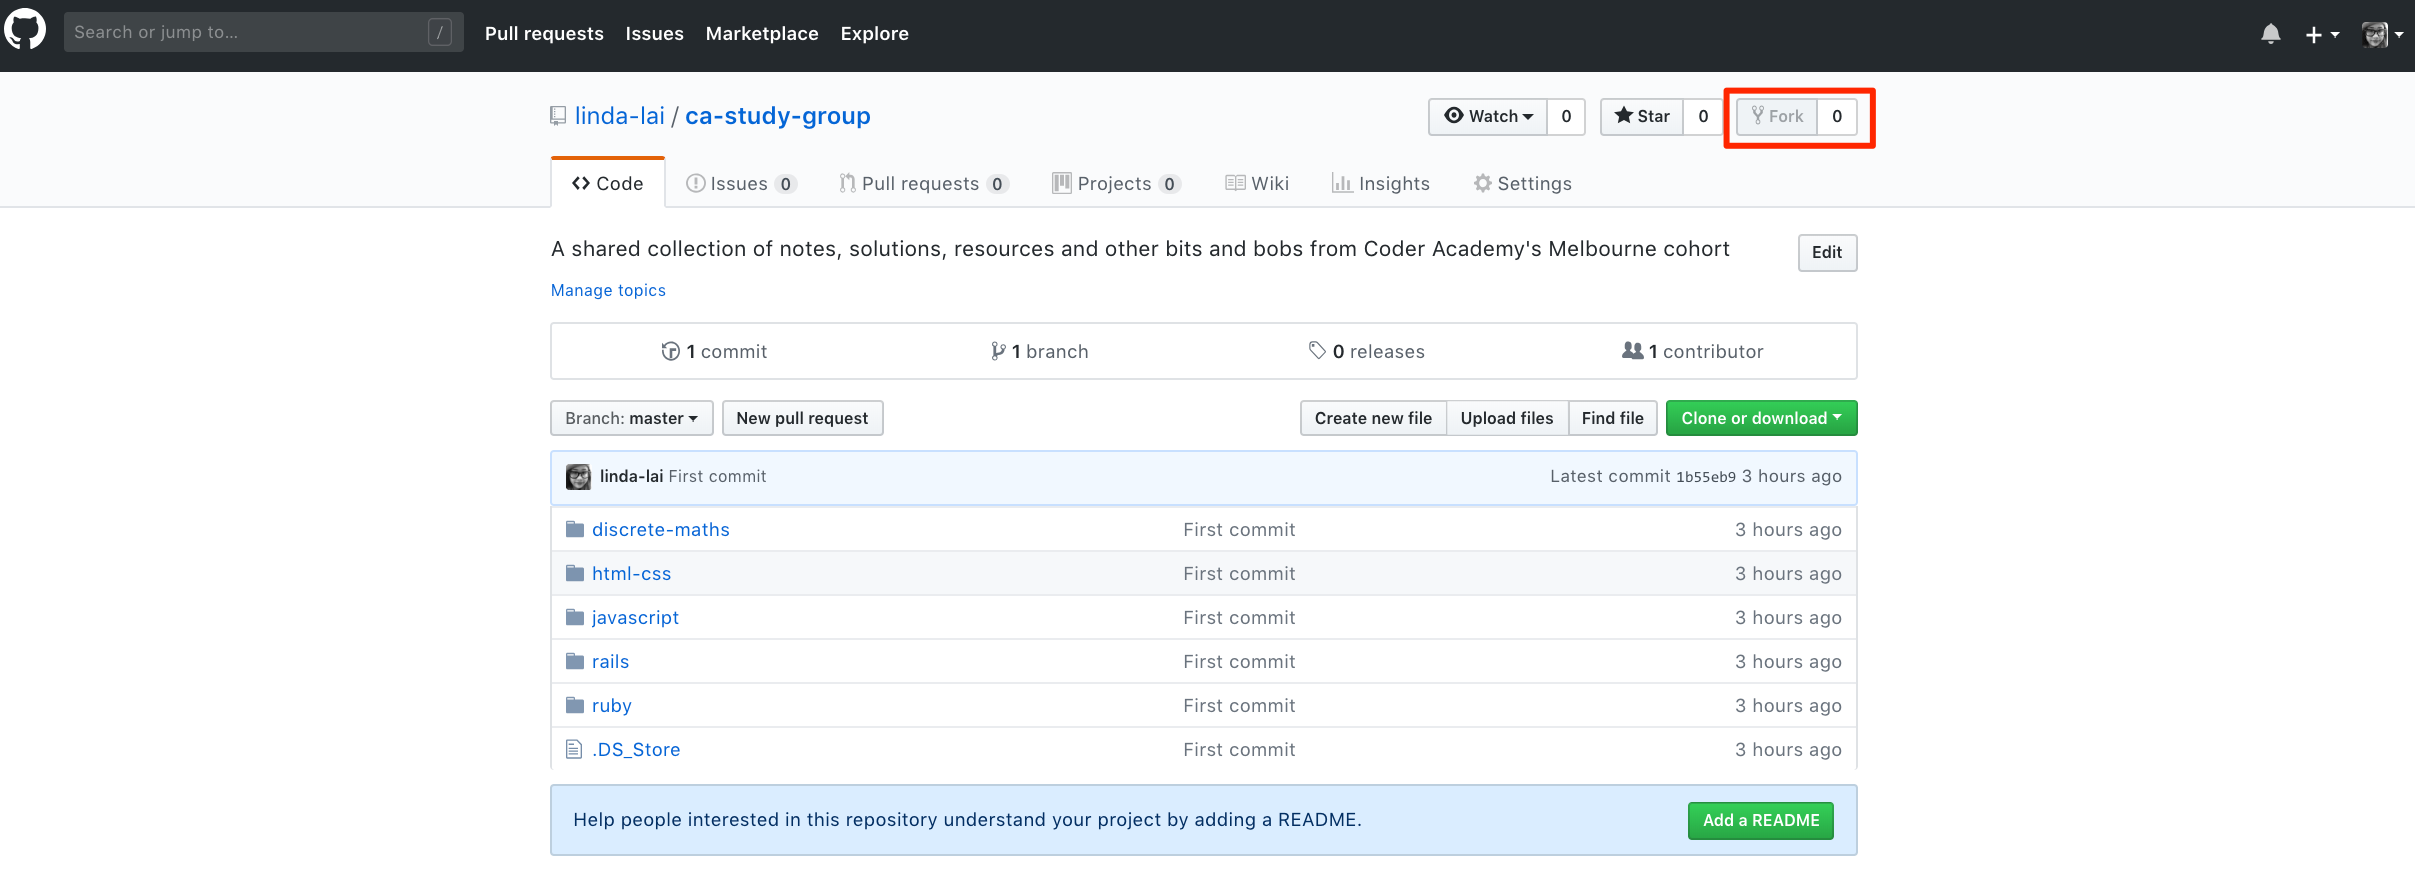 Search or jump to... / Pull requests Issues Marketplace Explore
linda-lai / ca-study-group Watch 0 Star 0 Fork 0
Code Issues 0 Pull requests 0 Projects 0 Wiki Insights Settings
A shared collection of notes, solutions, resources and other bits and bobs from Coder Academy's Melbourne cohort Edit
Manage topics
1 commit 1 branch 0 releases 1 contributor
Branch: master New pull request Create new file Upload files Find file Clone or download
linda-lai First commit Latest commit 1b55eb9 3 hours ago
discrete-maths First commit 3 hours ago
html-css First commit 3 hours ago
javascript First commit 3 hours ago
rails First commit 3 hours ago
ruby First commit 3 hours ago
.DS_Store First commit 3 hours ago
Help people interested in this repository understand your project by adding a README. Add a README